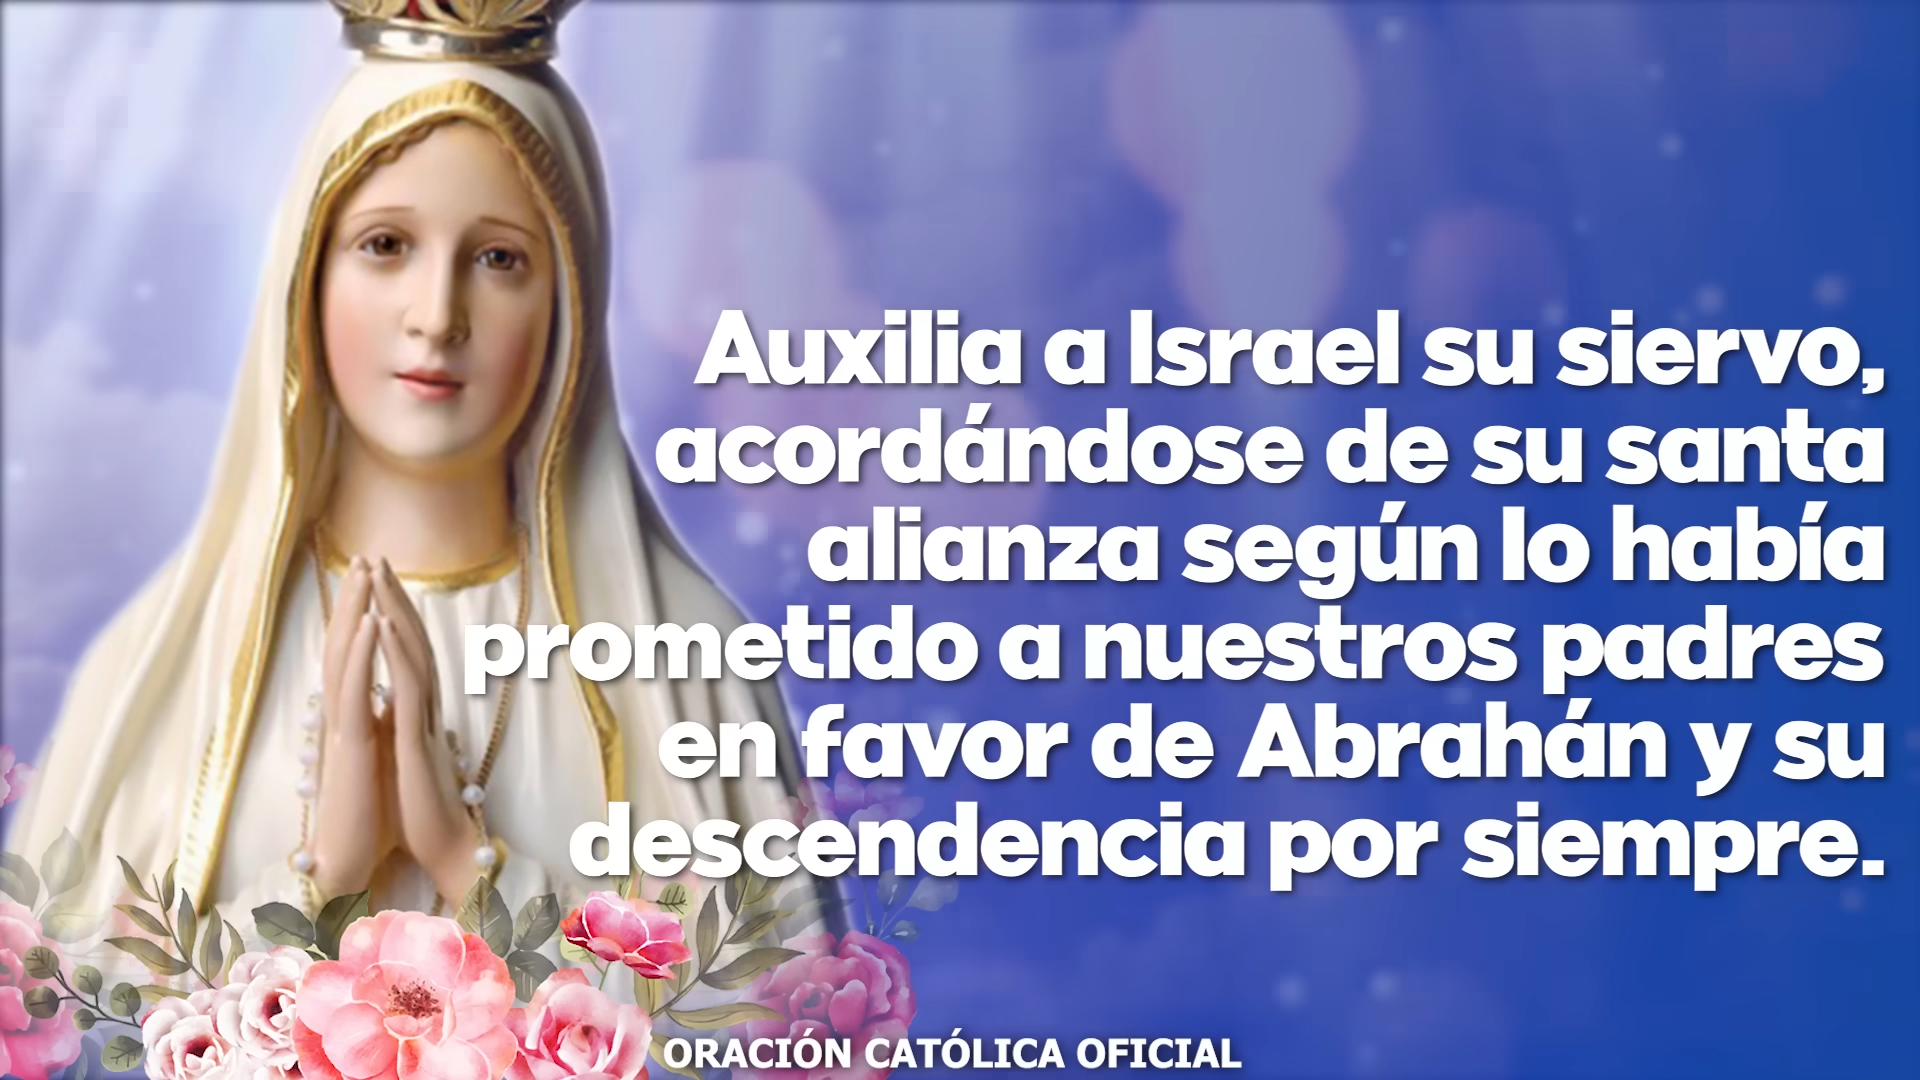 Auxilia a Israel su siervo,
acordándose de su santa
alianza según lo había
prometido a nuestros padres
en favor de Abrahán y su
descendencia por siempre.
ORACIÓN CATÓLICA OFICIAL